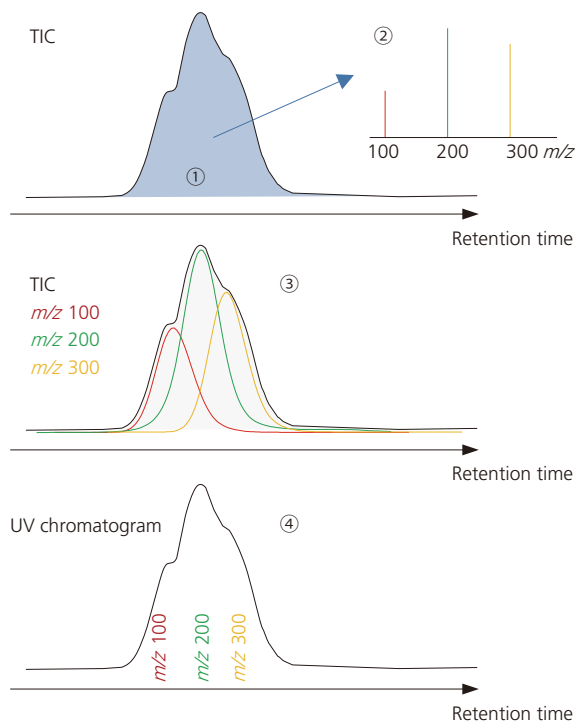 TIC
②
①
100 200 300 m/z
Retention time
TIC
③
m/z 100
m/z 200
m/z 300
Retention time
UV chromatogram
④
m/z 100
m/z 200
m/z 300
Retention time